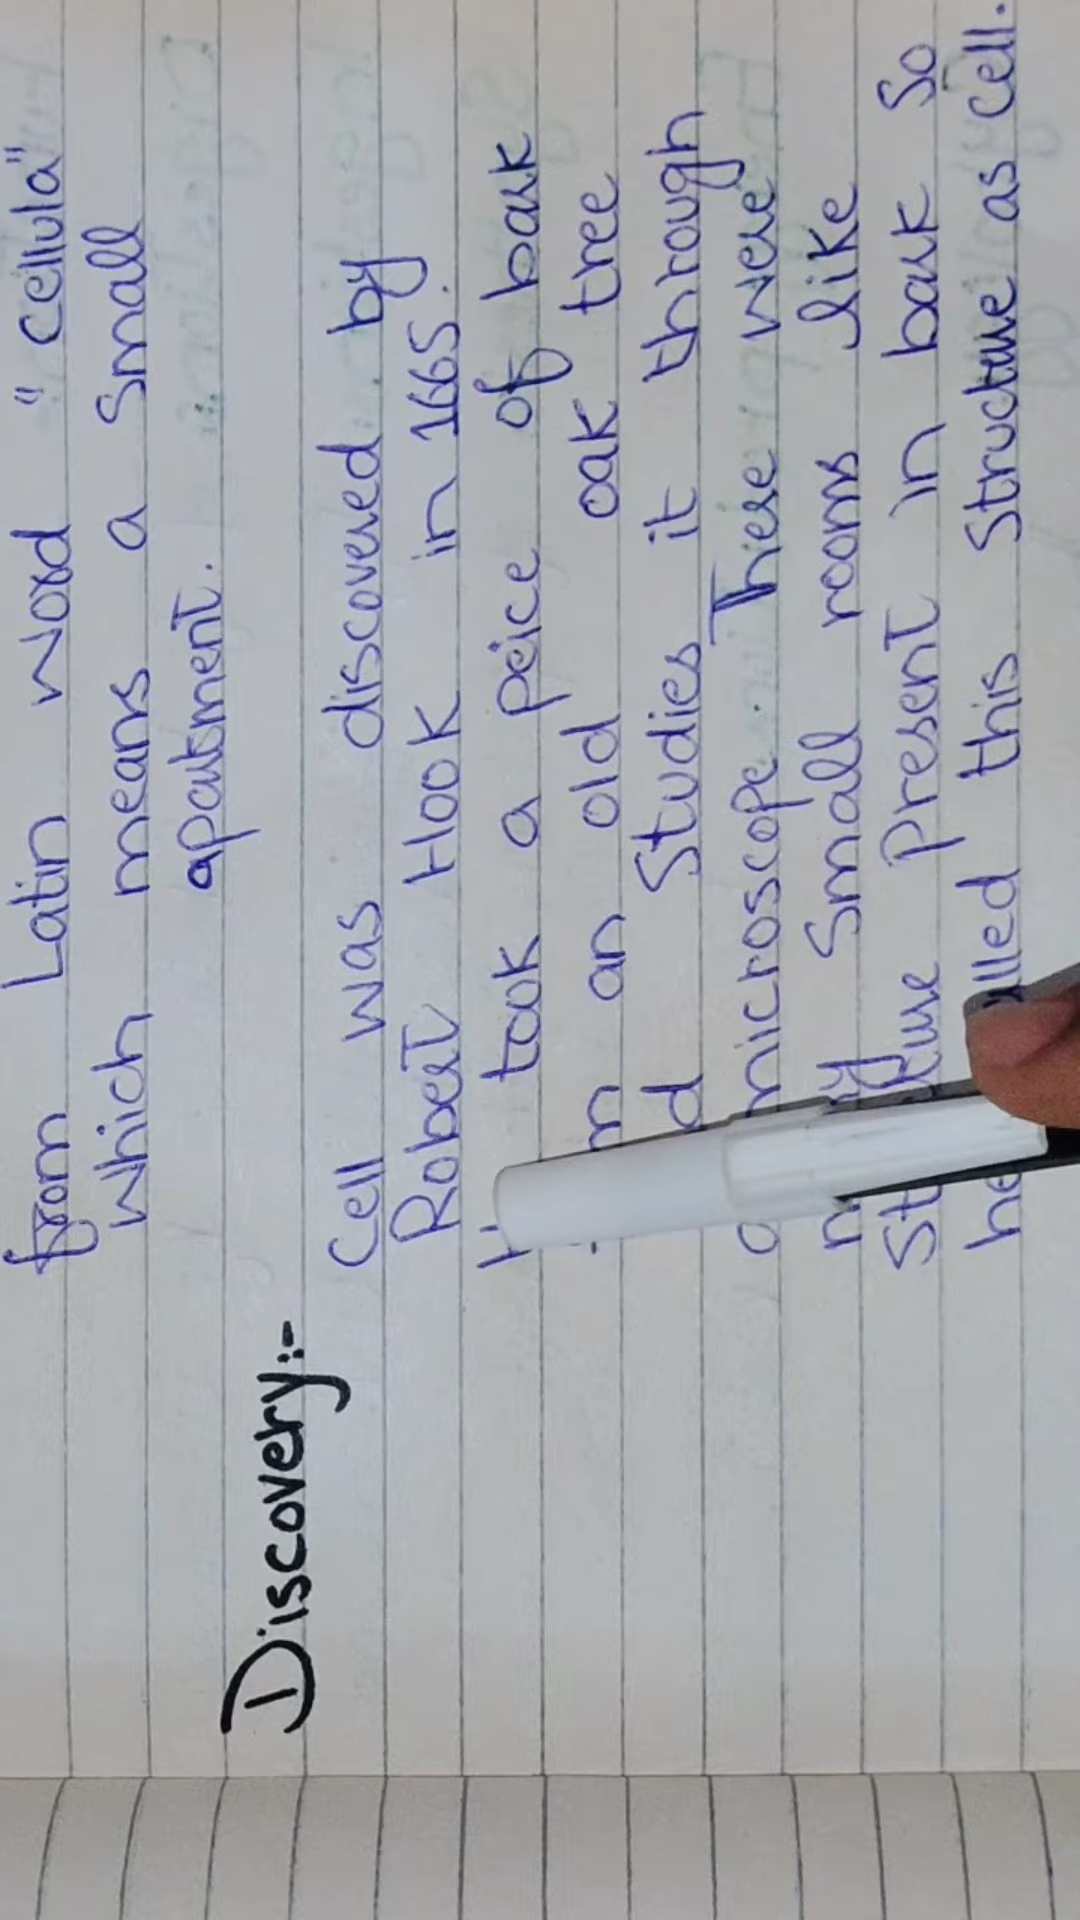 from Latin word "cellula"
which means a small
apartment.
Discovery:-
Cell was discovered by
Robert Hook in 1665.
took a peice of bark
an old oak tree
Studies it through
microscope. There were
Small rooms like
Present in bark So
this Structure as cell.